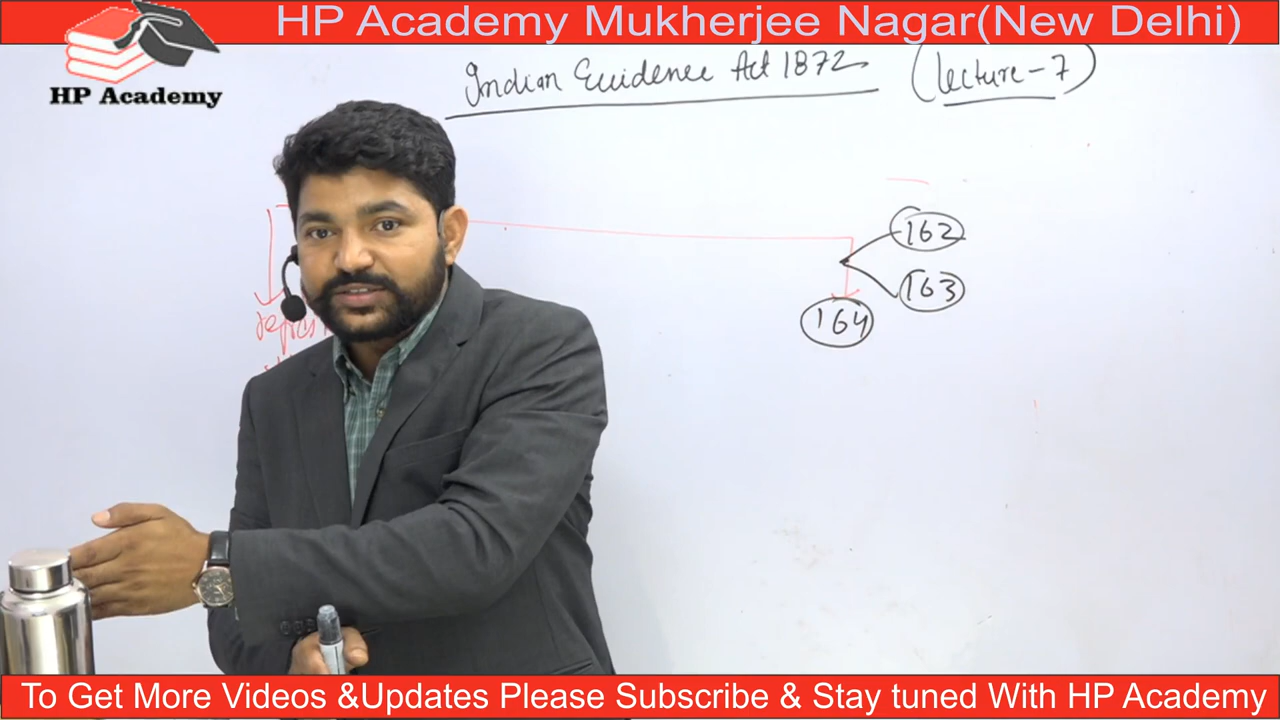 HP Academy Mukherjee Nagar(New Delhi)
HP Academy
Indian Evidence Act 1872 (Lecture-7)
162
163
164
To Get More Videos &Updates Please Subscribe & Stay tuned With HP Academy